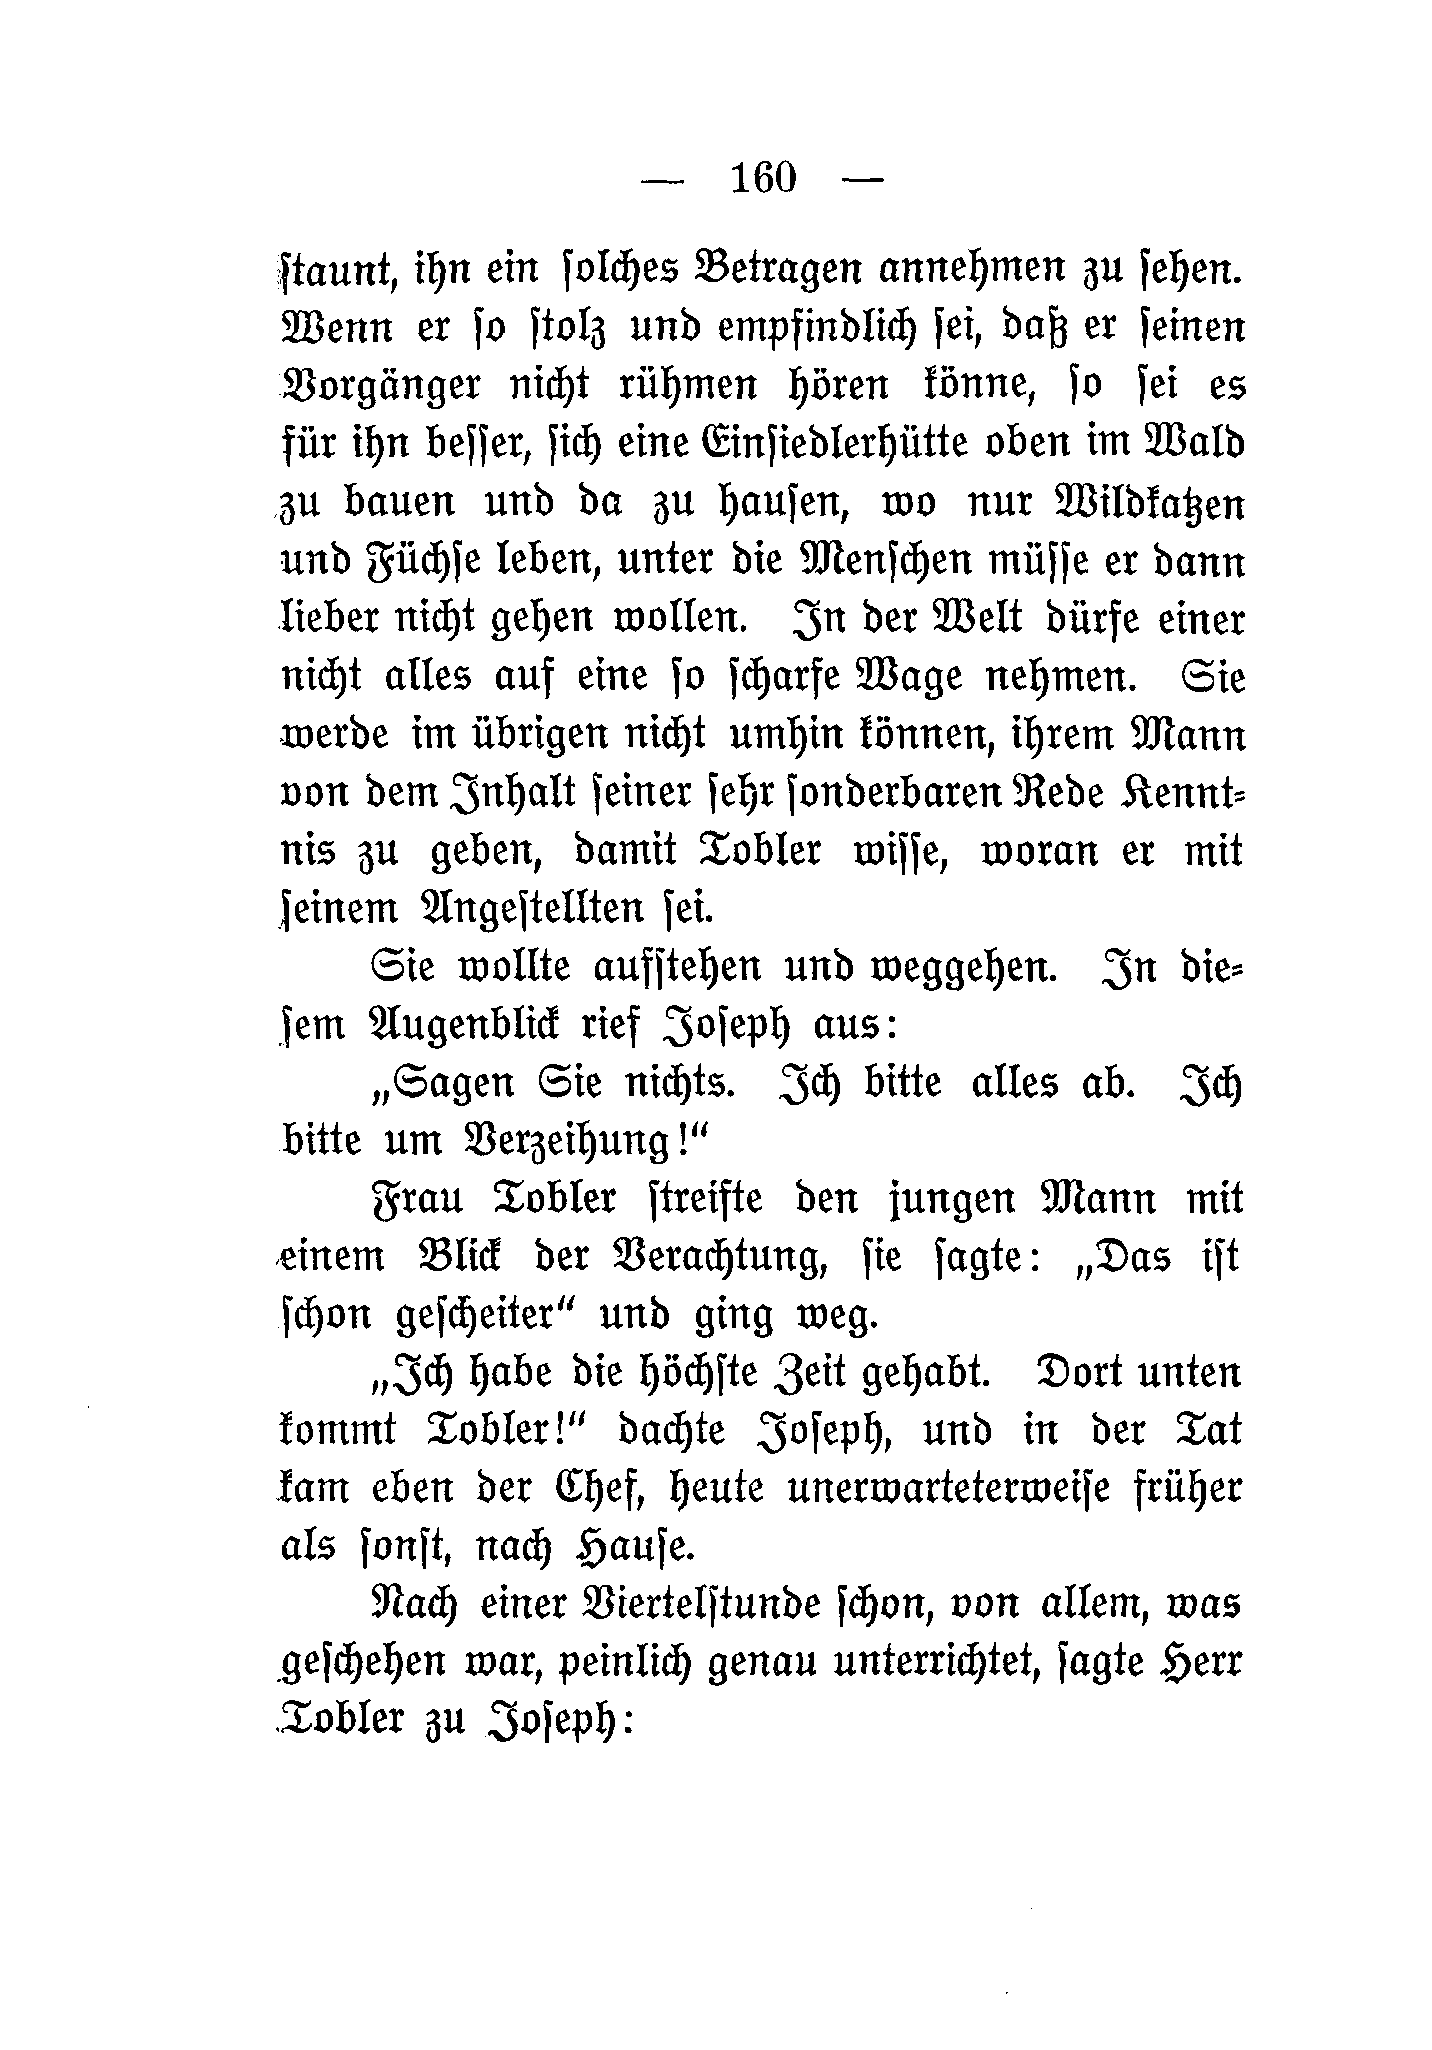 — 160 —
ſtaunt, ihn ein ſolches Betragen annehmen zu ſehen.
Wenn er ſo ſtolz und empfindlich ſei, daß er ſeinen
Vorgänger nicht rühmen hören könne, ſo ſei es
für ihn beſſer, ſich eine Einſiedlerhütte oben im Wald
zu bauen und da zu hauſen, wo nur Wildkatzen
und Füchſe leben, unter die Menſchen müſſe er dann
lieber nicht gehen wollen. In der Welt dürfe einer
nicht alles auf eine ſo ſcharfe Wage nehmen. Sie
werde im übrigen nicht umhin können, ihrem Mann
von dem Inhalt ſeiner ſehr ſonderbaren Rede Kennt⸗
nis zu geben, damit Tobler wiſſe, woran er mit
ſeinem Angeſtellten ſei.
Sie wollte aufſtehen und weggehen. In die⸗
ſem Augenblick rief Joſeph aus:
„Sagen Sie nichts. Ich bitte alles ab. Ich
bitte um Verzeihung!“
Frau Tobler ſtreifte den jungen Mann mit
einem Blick der Verachtung, ſie ſagte: „Das iſt
ſchon geſcheiter“ und ging weg.
„Ich habe die höchſte Zeit gehabt. Dort unten
kommt Tobler!“ dachte Joſeph, und in der Tat
kam eben der Chef, heute unerwarteterweiſe früher
als ſonſt, nach Hauſe.
Nach einer Viertelſtunde ſchon, von allem, was
geſchehen war, peinlich genau unterrichtet, ſagte Herr
Tobler zu Joſeph: